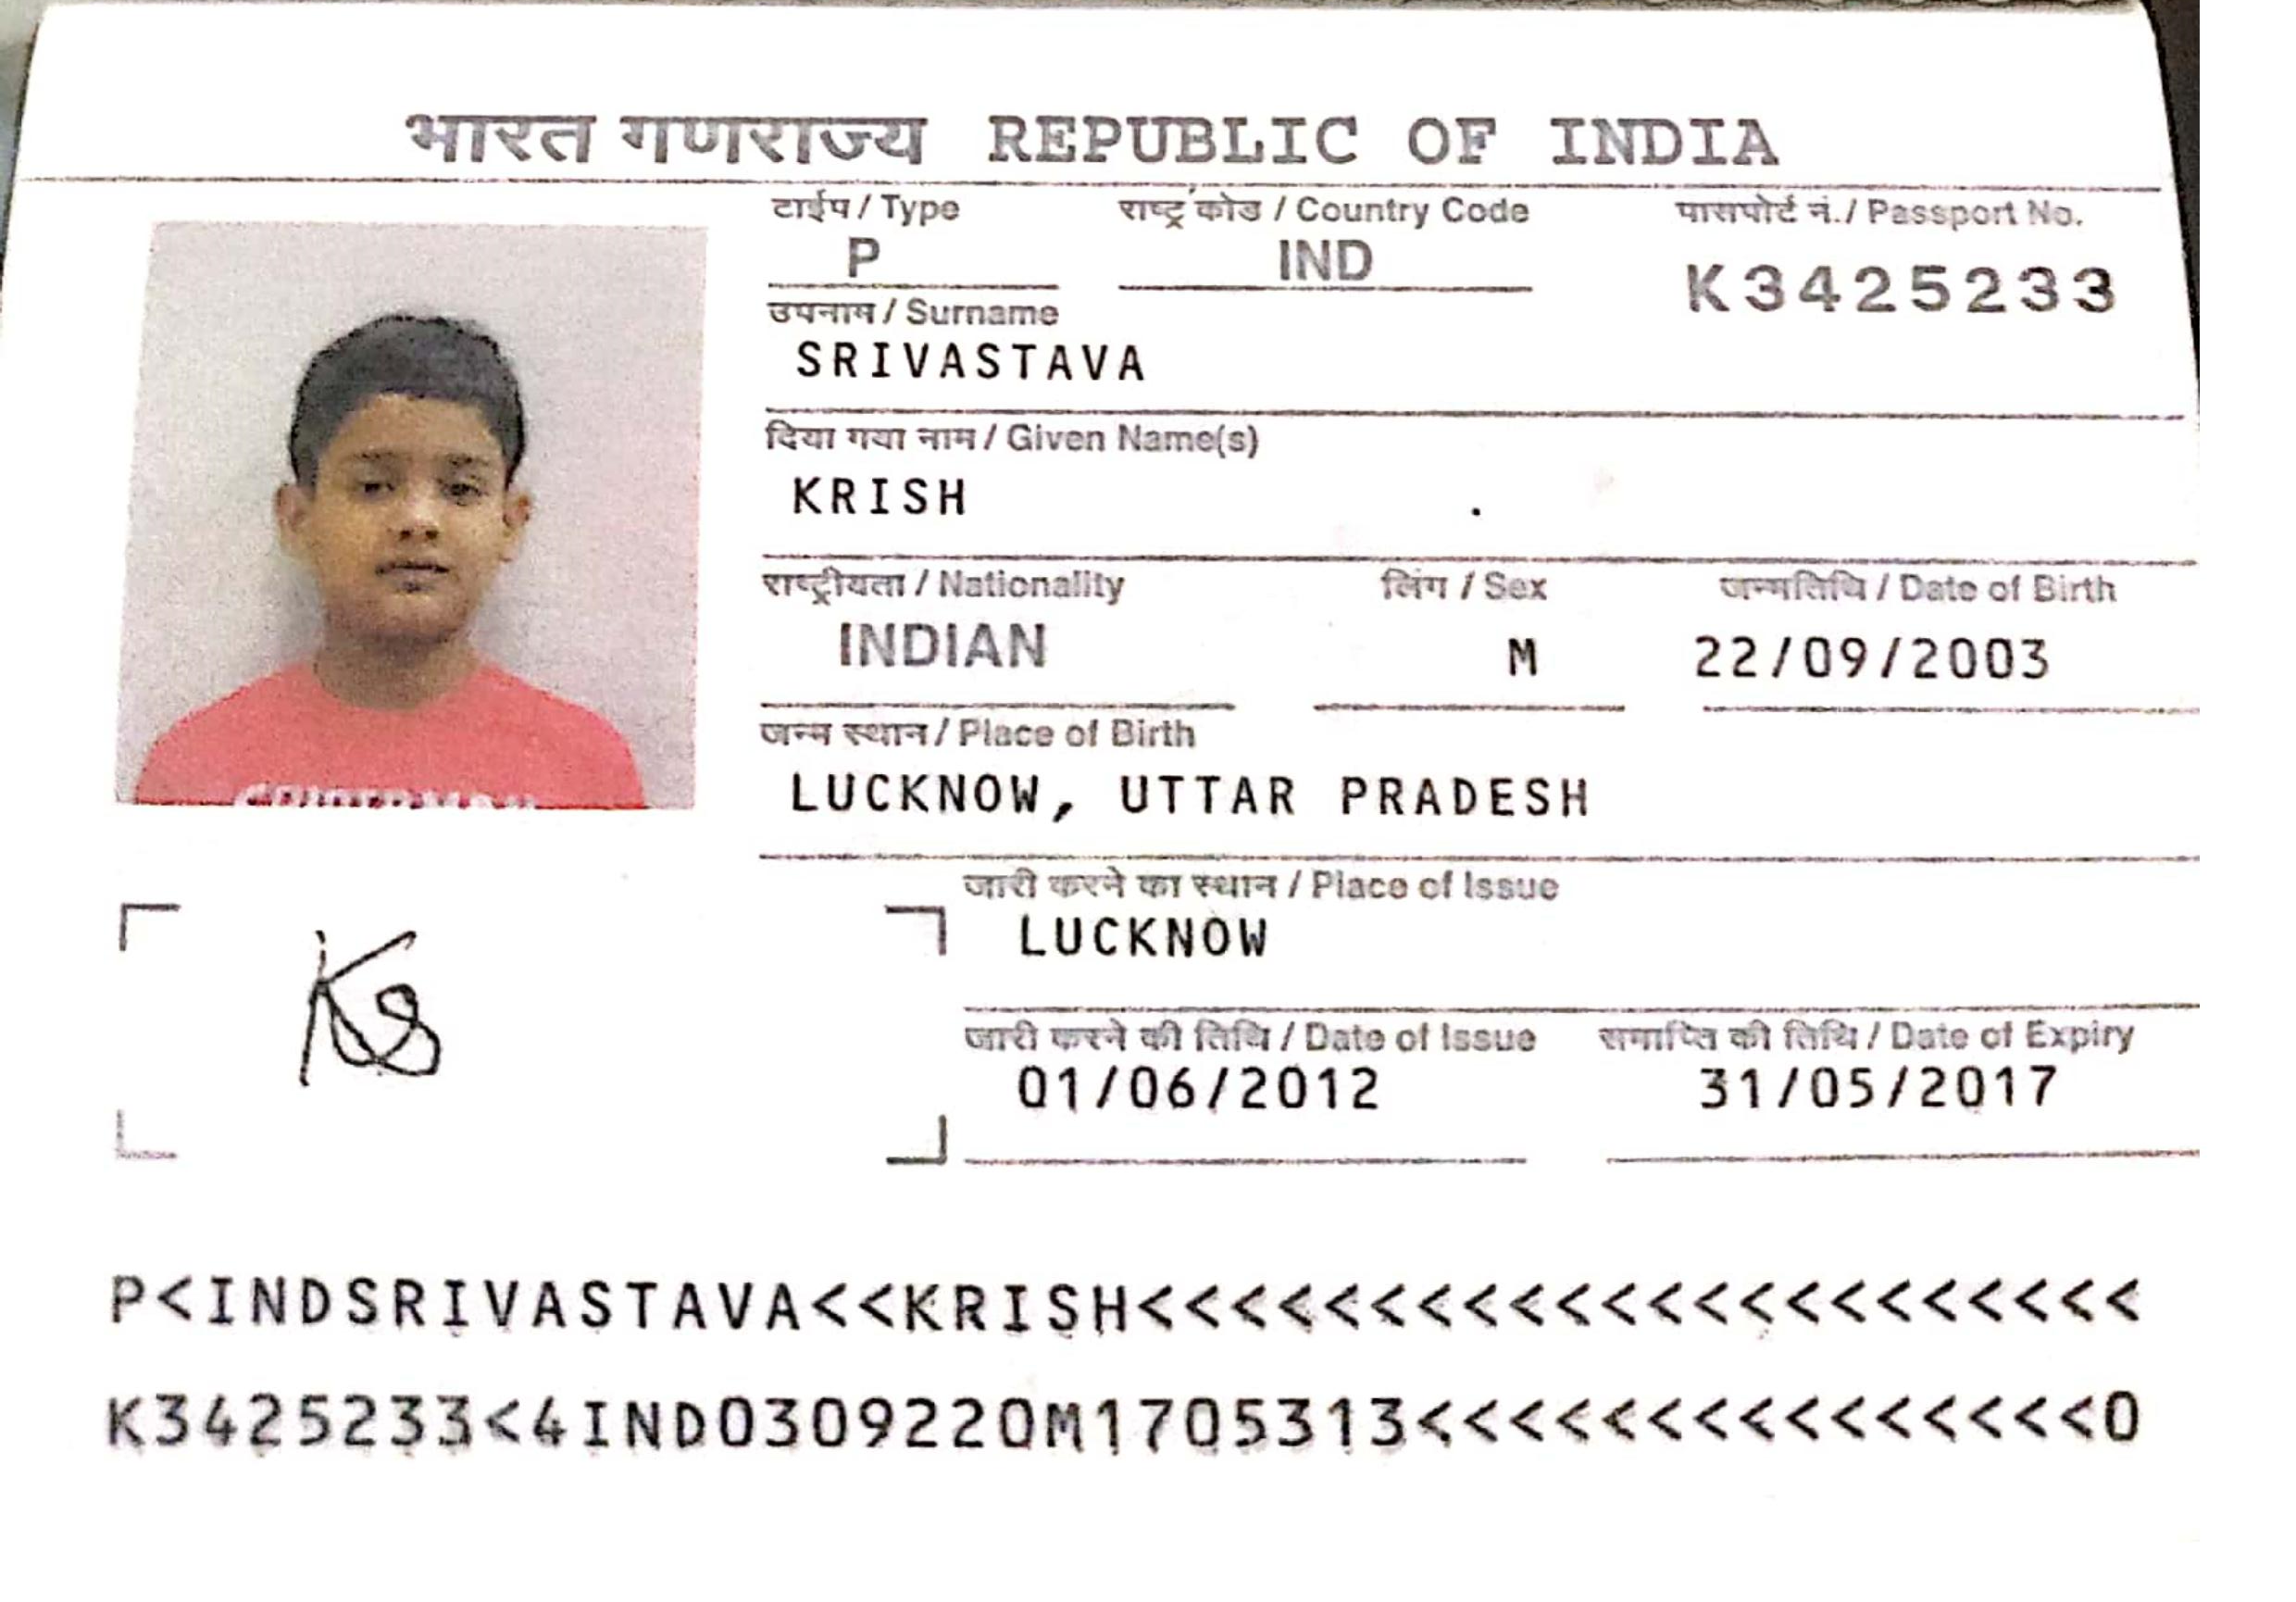 भारत गणराज्य REPUBLIC OF INDIA
टाईप / Type राष्ट्र कोड / Country Code पासपोर्ट नं. / Passport No.
P IND K3425233
उपनाम / Surname
SRIVASTAVA
दिया गया नाम / Given Name(s)
KRISH
राष्ट्रीयता / Nationality लिंग / Sex जन्मतिथि / Date of Birth
INDIAN M 22/09/2003
जन्म स्थान / Place of Birth
LUCKNOW, UTTAR PRADESH
जारी करने का स्थान / Place of Issue
LUCKNOW
Ks
जारी करने की तिथि / Date of Issue समाप्ति की तिथि / Date of Expiry
01/06/2012 31/05/2017
P<INDSRIVASTAVA<<KRISH<<<<<<<<<<<<<<<<<<<<<<
K3425233<4IND0309220M1705313<<<<<<<<<<<<<<<0